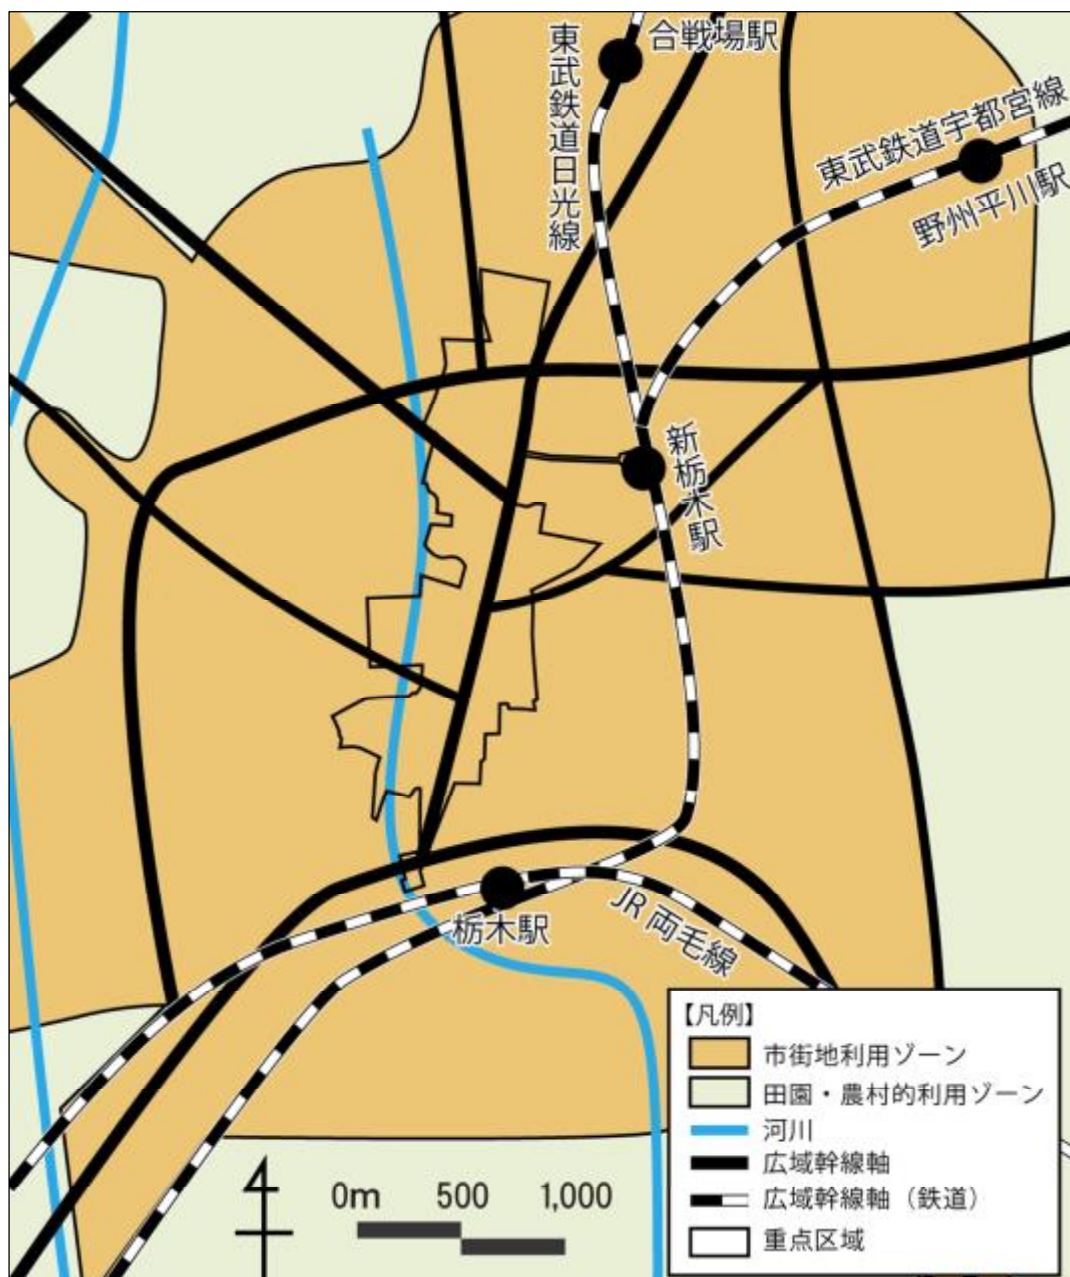 合戦場駅
東武鉄道日光線
東武鉄道宇都宮線
野州平川駅
新栃木駅
栃木駅
JR両毛線
【凡例】
市街地利用ゾーン
田園・農村的利用ゾーン
河川
広域幹線軸
広域幹線軸（鉄道）
重点区域
0m 500 1,000